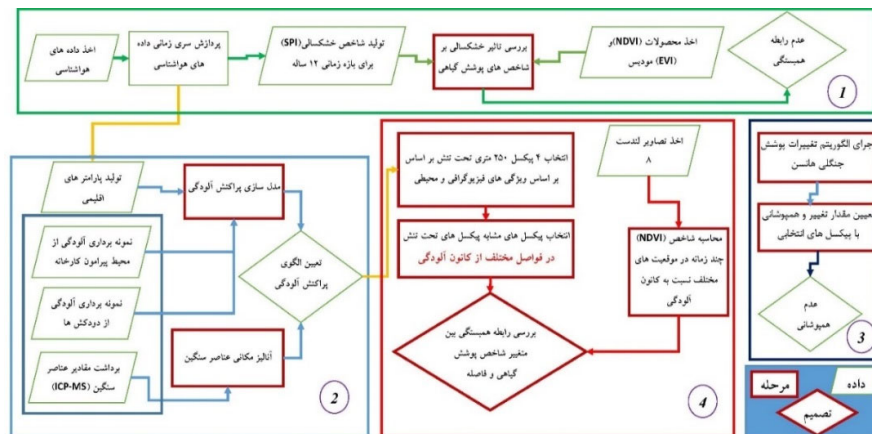 اخذ داده های
هواشناسی
پردازش سری زمانی داده
های هواشناسی
تولید شاخص خشکسالی(SPI)
برای بازه زمانی ۱۲ ساله
بررسی تاثیر خشکسالی بر
شاخص های پوشش گیاهی
اخذ محصولات (NDVI)و
(EVI) مودیس
عدم رابطه
همبستگی
1
تولید پارامتر های
اقلیمی
مدل سازی پراکنش آلودگی
نمونه برداری آلودگی از
محیط پیرامون کارخانه
نمونه برداری آلودگی
از دودکش ها
برداشت مقادیر عناصر
سنگین (ICP-MS)
آنالیز مکانی عناصر سنگین
تعیین الگوی
پراکنش آلودگی
2
انتخاب ۴ پیکسل ۲۵۰ متری تحت تنش بر اساس
بر اساس ویژگی های فیزیوگرافی و محیطی
انتخاب پیکسل های مشابه پیکسل های تحت تنش
در فواصل مختلف از کانون آلودگی
بررسی رابطه همبستگی بین
متغییر شاخص پوشش
گیاهی و فاصله
اخذ تصاویر لندست
۸
محاسبه شاخص (NDVI)
چند زمانه در موقعیت های
مختلف نسبت به کانون
آلودگی
4
جرای الگوریتم تغییرات پوشش
جنگلی هانسن
عیین مقدار تغییر و همپوشانی
با پیکسل های انتخابی
عدم
همپوشانی
3
مرحله
داده
تصمیم